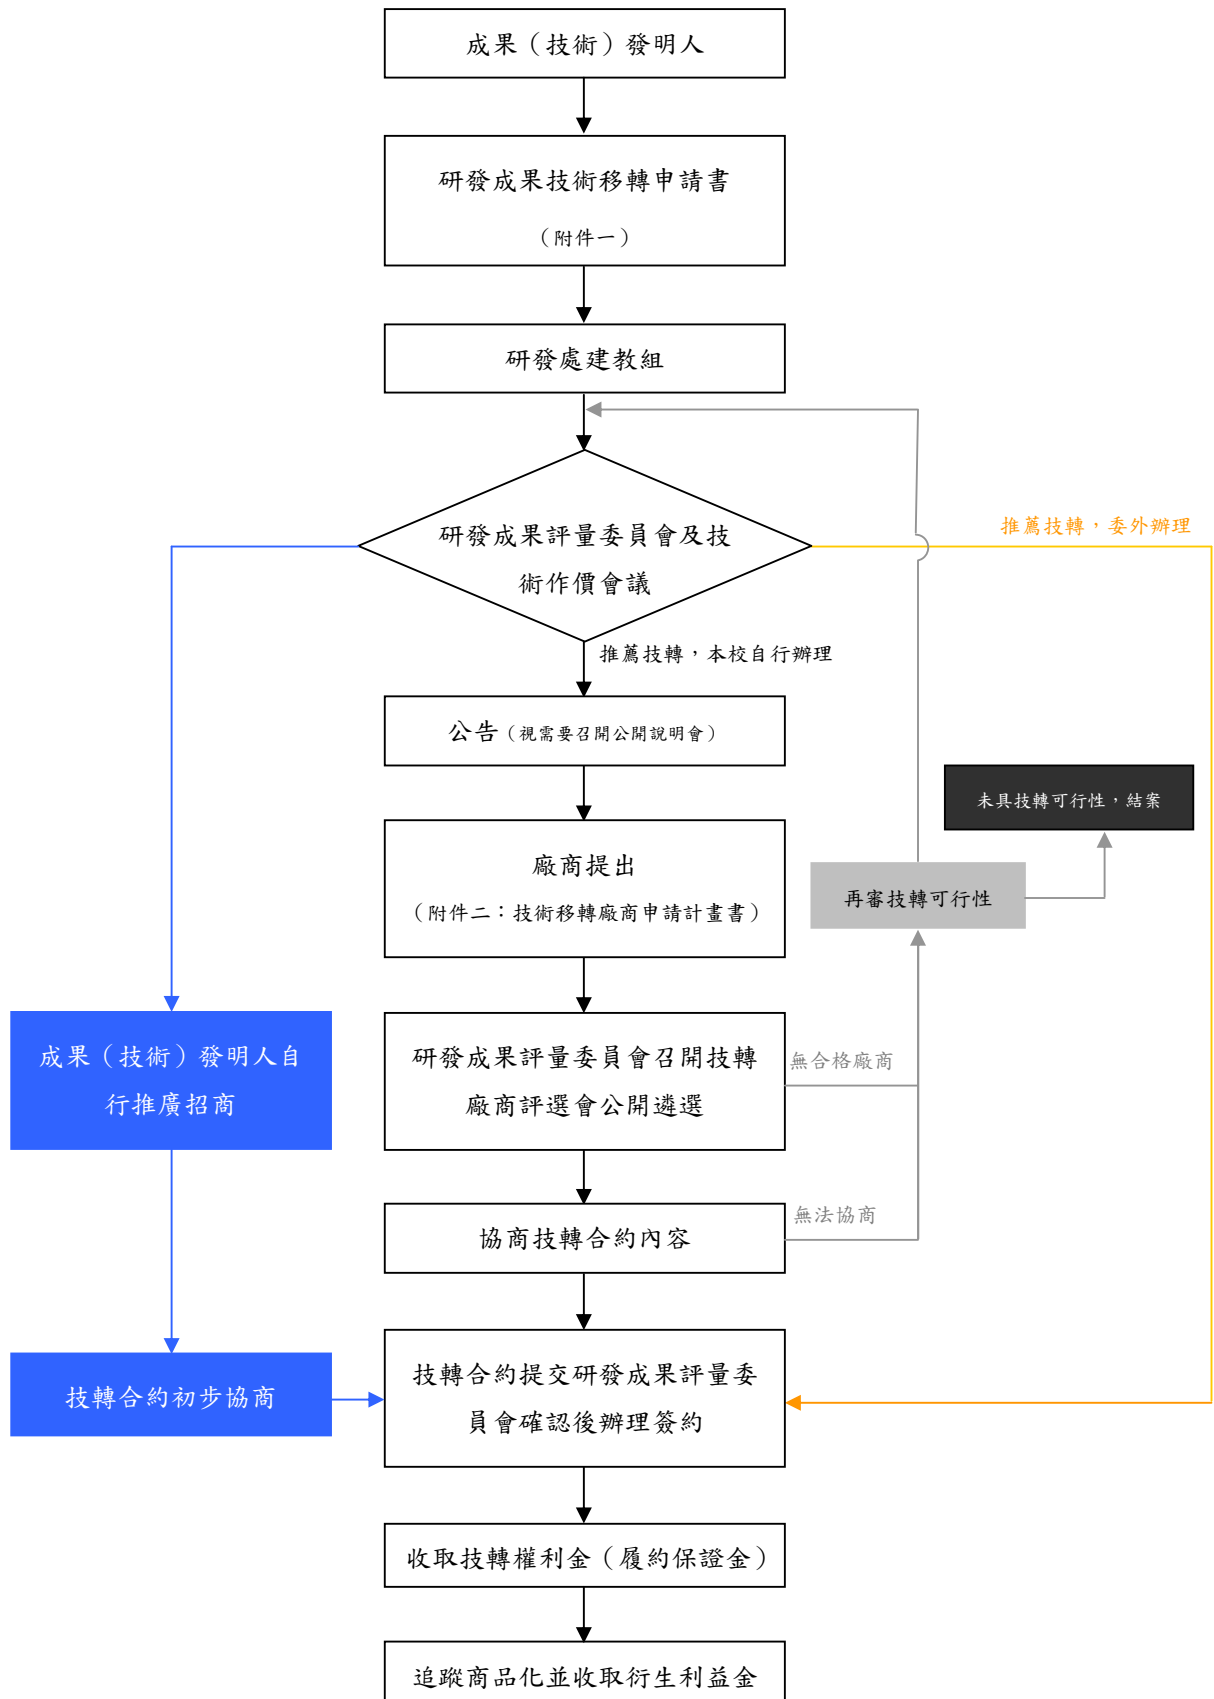 成果（技術）發明人
研發成果技術移轉申請書
（附件一）
研發處建教組
研發成果評量委員會及技
術作價會議
推薦技轉，委外辦理
推薦技轉，本校自行辦理
公告（視需要召開公開說明會）
未具技轉可行性，結案
廠商提出
（附件二：技術移轉廠商申請計畫書）
再審技轉可行性
成果（技術）發明人自
行推廣招商
研發成果評量委員會召開技轉
廠商評選會公開遴選
無合格廠商
協商技轉合約內容
無法協商
技轉合約初步協商
技轉合約提交研發成果評量委
員會確認後辦理簽約
收取技轉權利金（履約保證金）
追蹤商品化並收取衍生利益金